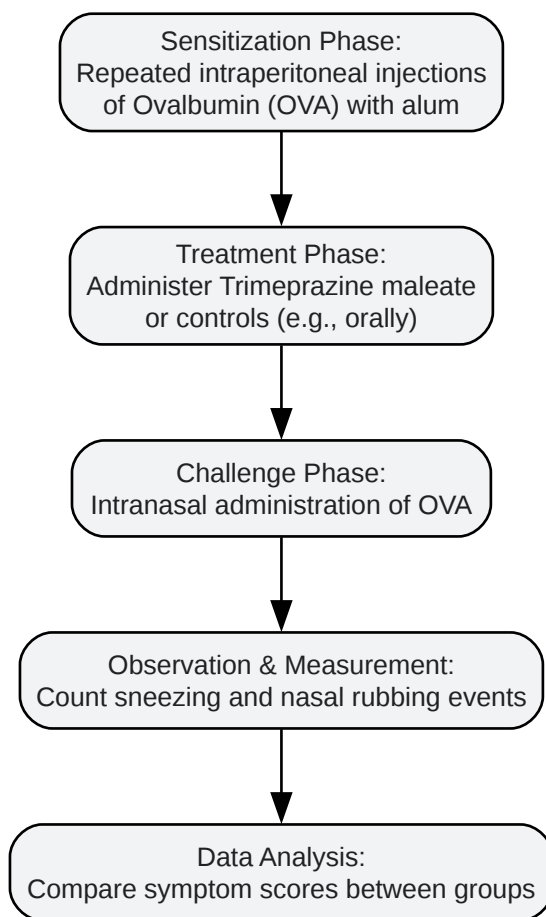 Sensitization Phase:
Repeated intraperitoneal injections
of Ovalbumin (OVA) with alum
Treatment Phase:
Administer Trimeprazine maleate
or controls (e.g., orally)
Challenge Phase:
Intranasal administration of OVA
Observation & Measurement:
Count sneezing and nasal rubbing events
Data Analysis:
Compare symptom scores between groups